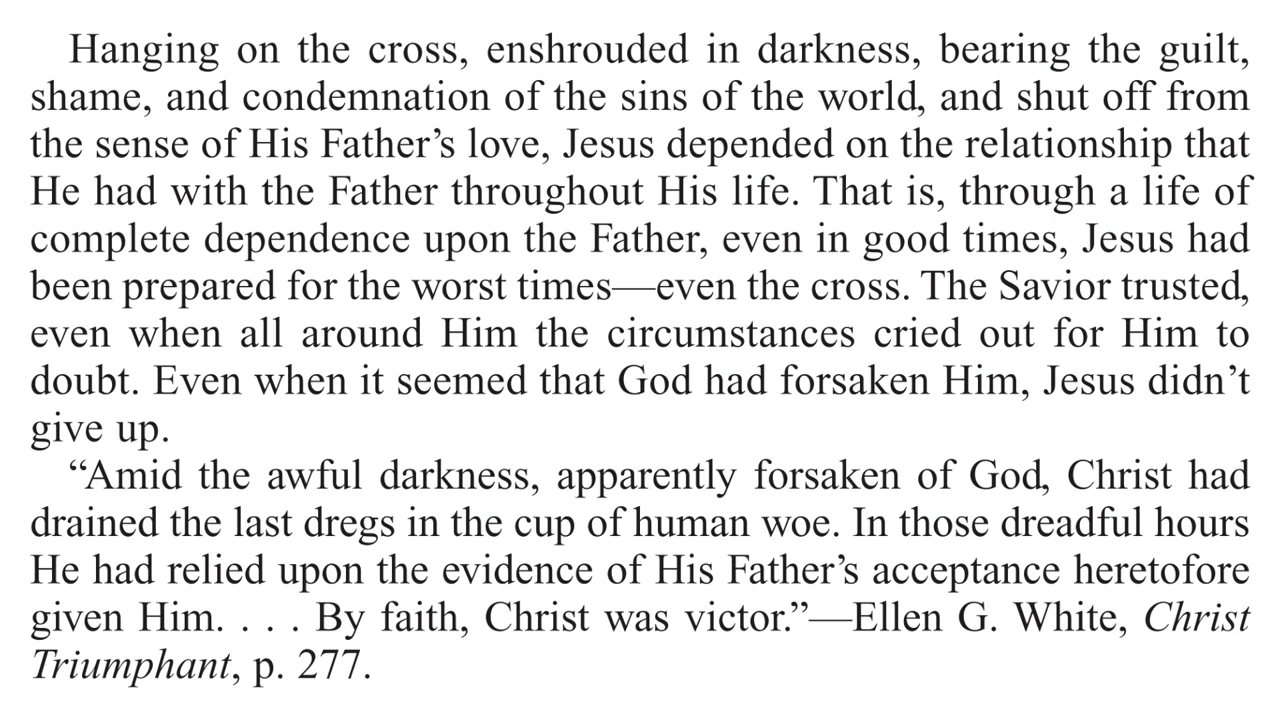 Hanging on the cross, enshrouded in darkness, bearing the guilt,
shame, and condemnation of the sins of the world, and shut off from
the sense of His Father’s love, Jesus depended on the relationship that
He had with the Father throughout His life. That is, through a life of
complete dependence upon the Father, even in good times, Jesus had
been prepared for the worst times—even the cross. The Savior trusted,
even when all around Him the circumstances cried out for Him to
doubt. Even when it seemed that God had forsaken Him, Jesus didn’t
give up.
“Amid the awful darkness, apparently forsaken of God, Christ had
drained the last dregs in the cup of human woe. In those dreadful hours
He had relied upon the evidence of His Father’s acceptance heretofore
given Him. . . . By faith, Christ was victor.”—Ellen G. White, Christ
Triumphant, p. 277.